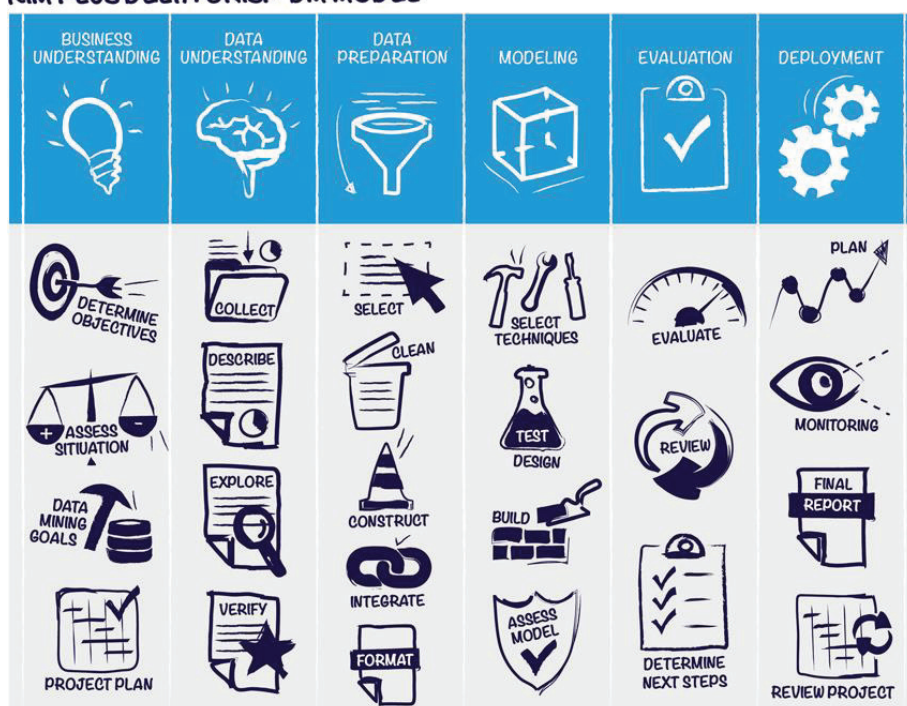 BUSINESS
UNDERSTANDING
DATA
UNDERSTANDING
DATA
PREPARATION
MODELING
EVALUATION
DEPLOYMENT
DETERMINE
OBJECTIVES
ASSESS
SITIUATION
DATA
MINING
GOALS
PROJECT PLAN
COLLECT
DESCRIBE
EXPLORE
VERIFY
SELECT
CLEAN
CONSTRUCT
INTEGRATE
FORMAT
SELECT
TECHNIQUES
TEST
DESIGN
BUILD
ASSESS
MODEL
EVALUATE
REVIEW
DETERMINE
NEXT STEPS
PLAN
MONITORING
FINAL
REPORT
REVIEW PROJECT